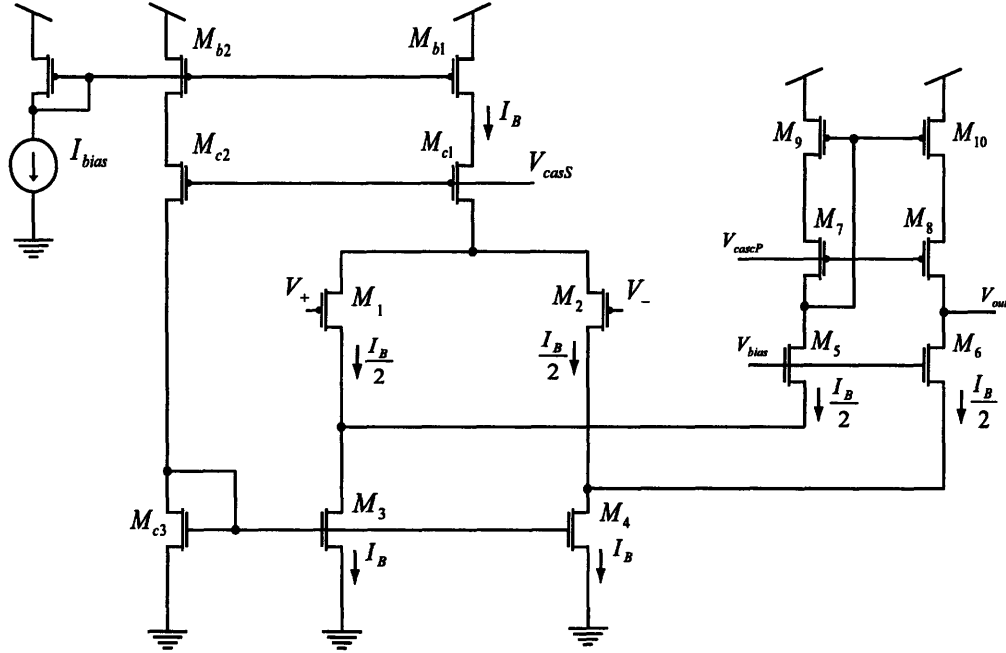 M_b2
M_b1
I_B
M_9
M_10
I_bias
M_c2
M_c1
V_casS
M_7
M_8
V_cascP
V_+
M_1
M_2
V_-
V_out
I_B/2
I_B/2
V_bias
M_5
M_6
I_B/2
I_B/2
M_c3
M_3
M_4
I_B
I_B